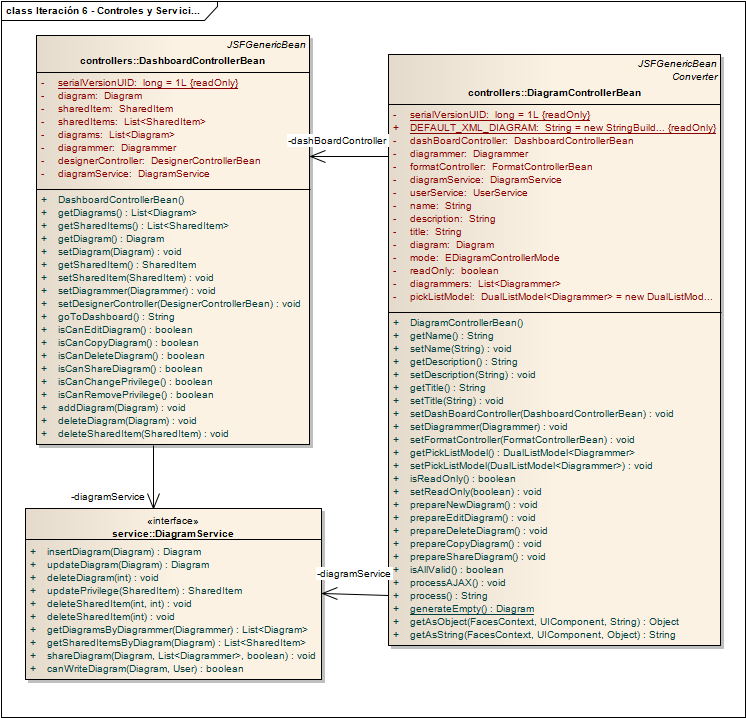 class Iteración 6 - Controles y Servici...
JSFGenericBean
controllers::DashboardControllerBean
- serialVersionUID: long = 1L {readOnly}
- diagram: Diagram
- sharedItem: SharedItem
- sharedItems: List<SharedItem>
- diagrams: List<Diagram>
- diagrammer: Diagrammer
- designerController: DesignerControllerBean
- diagramService: DiagramService
+ DashboardControllerBean()
+ getDiagrams() : List<Diagram>
+ getSharedItems() : List<SharedItem>
+ getDiagram() : Diagram
+ setDiagram(Diagram) : void
+ getSharedItem() : SharedItem
+ setSharedItem(SharedItem) : void
+ setDiagrammer(Diagrammer) : void
+ setDesignerController(DesignerControllerBean) : void
+ goToDashboard() : String
+ isCanEditDiagram() : boolean
+ isCanCopyDiagram() : boolean
+ isCanDeleteDiagram() : boolean
+ isCanShareDiagram() : boolean
+ isCanChangePrivilege() : boolean
+ isCanRemovePrivilege() : boolean
+ addDiagram(Diagram) : void
+ deleteDiagram(Diagram) : void
+ deleteSharedItem(SharedItem) : void
-dashBoardController
JSFGenericBean
Converter
controllers::DiagramControllerBean
- serialVersionUID: long = 1L {readOnly}
+ DEFAULT_XML_DIAGRAM: String = new StringBuild... {readOnly}
- dashBoardController: DashboardControllerBean
- diagrammer: Diagrammer
- formatController: FormatControllerBean
- diagramService: DiagramService
- userService: UserService
- name: String
- description: String
- title: String
- diagram: Diagram
- mode: EDiagramControllerMode
- readOnly: boolean
- diagrammers: List<Diagrammer>
- pickListModel: DualListModel<Diagrammer> = new DualListMod...
+ DiagramControllerBean()
+ getName() : String
+ setName(String) : void
+ getDescription() : String
+ setDescription(String) : void
+ getTitle() : String
+ setTitle(String) : void
+ setDashBoardController(DashboardControllerBean) : void
+ setDiagrammer(Diagrammer) : void
+ setFormatController(FormatControllerBean) : void
+ getPickListModel() : DualListModel<Diagrammer>
+ setPickListModel(DualListModel<Diagrammer>) : void
+ isReadOnly() : boolean
+ setReadOnly(boolean) : void
+ prepareNewDiagram() : void
+ prepareEditDiagram() : void
+ prepareDeleteDiagram() : void
+ prepareCopyDiagram() : void
+ prepareShareDiagram() : void
+ isAllValid() : boolean
+ processAJAX() : void
+ process() : String
+ generateEmpty() : Diagram
+ getAsObject(FacesContext, UIComponent, String) : Object
+ getAsString(FacesContext, UIComponent, Object) : String
-diagramService
-diagramService
«interface»
service::DiagramService
+ insertDiagram(Diagram) : Diagram
+ updateDiagram(Diagram) : Diagram
+ deleteDiagram(int) : void
+ updatePrivilege(SharedItem) : SharedItem
+ deleteSharedItem(int, int) : void
+ deleteSharedItem(int) : void
+ getDiagramsByDiagrammer(Diagrammer) : List<Diagram>
+ getSharedItemsByDiagram(Diagram) : List<SharedItem>
+ shareDiagram(Diagram, List<Diagrammer>, boolean) : void
+ canWriteDiagram(Diagram, User) : boolean